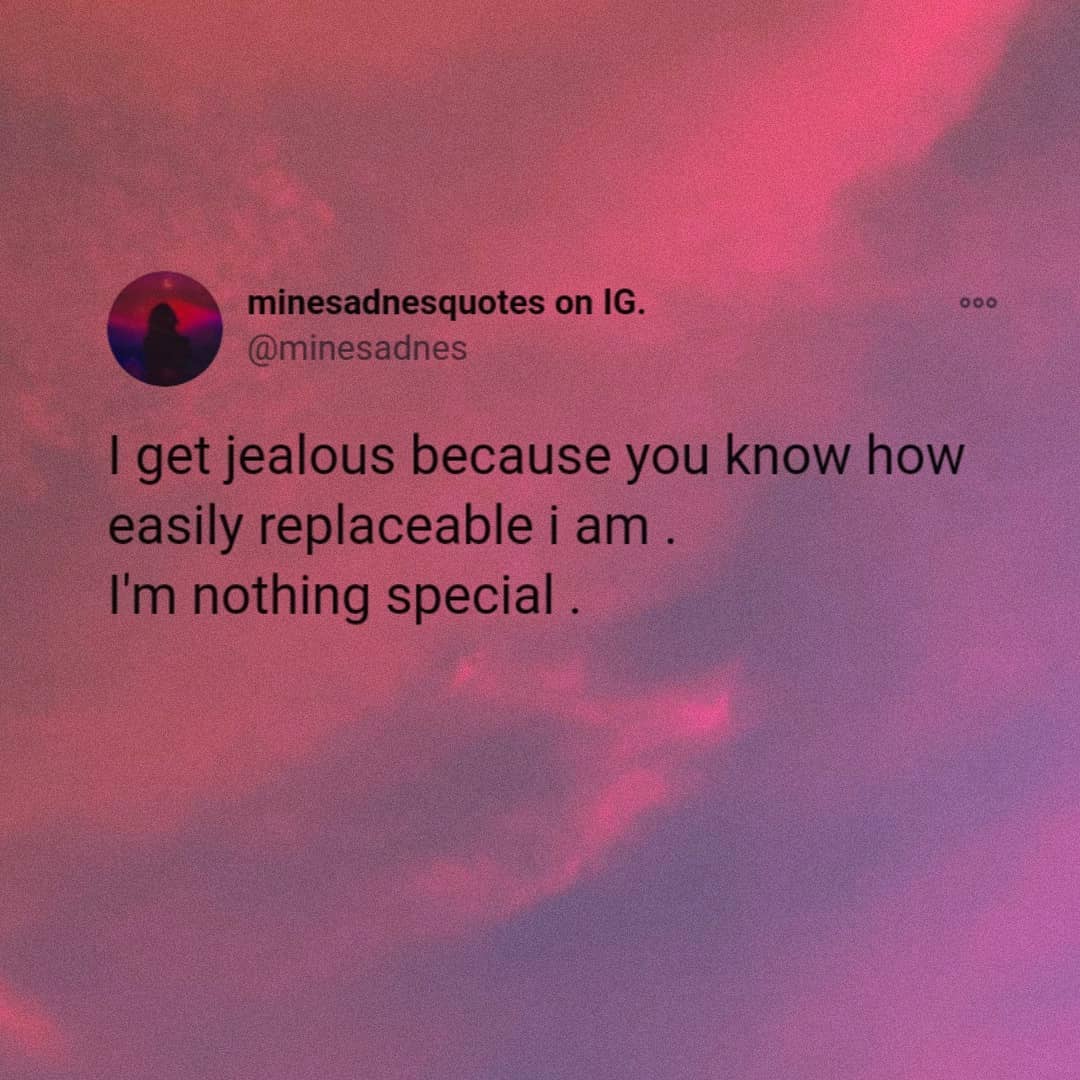 minesadnesquotes on IG.
@minesadnes
I get jealous because you know how
easily replaceable i am .
I'm nothing special .